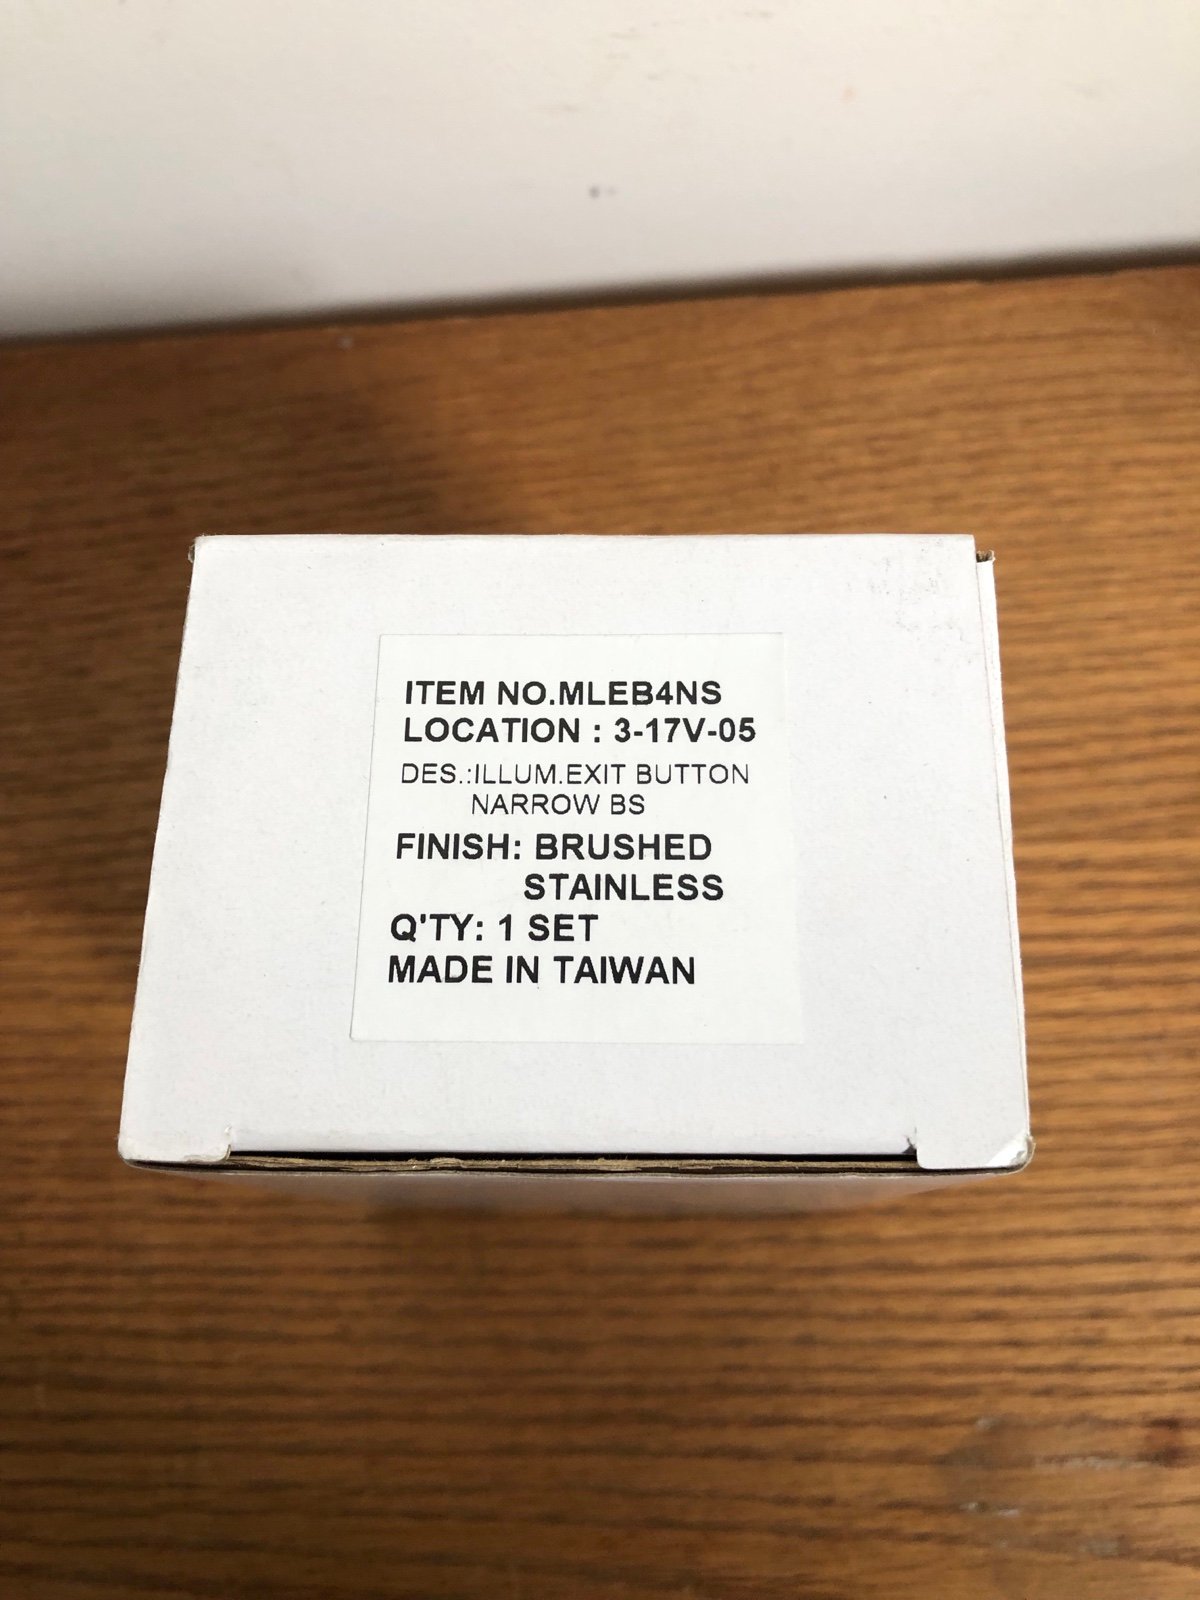 ITEM NO.MLEB4NS
LOCATION : 3-17V-05
DES.:ILLUM.EXIT BUTTON
NARROW BS
FINISH: BRUSHED
STAINLESS
Q'TY: 1 SET
MADE IN TAIWAN